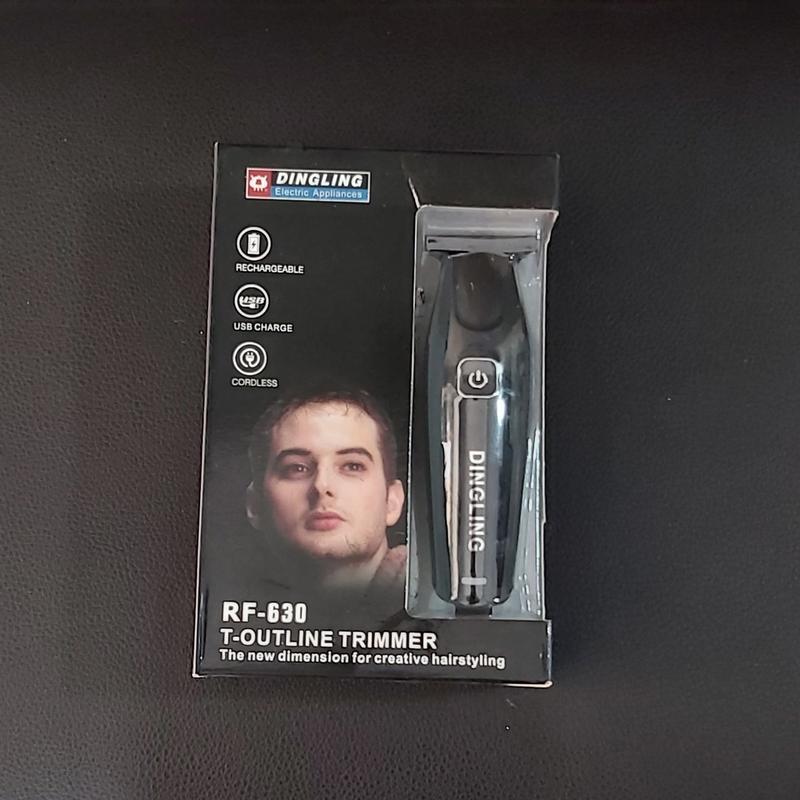 DINGLING
Electric Appliances
RECHARGEABLE
USB
USB CHARGE
CORDLESS
DINGLING
RF-630
T-OUTLINE TRIMMER
The new dimension for creative hairstyling